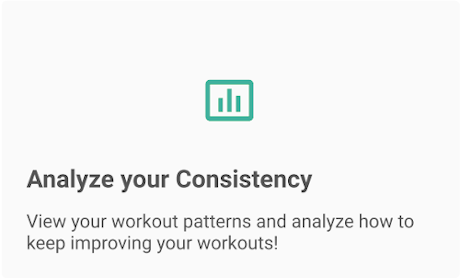 Analyze your Consistency
View your workout patterns and analyze how to
keep improving your workouts!